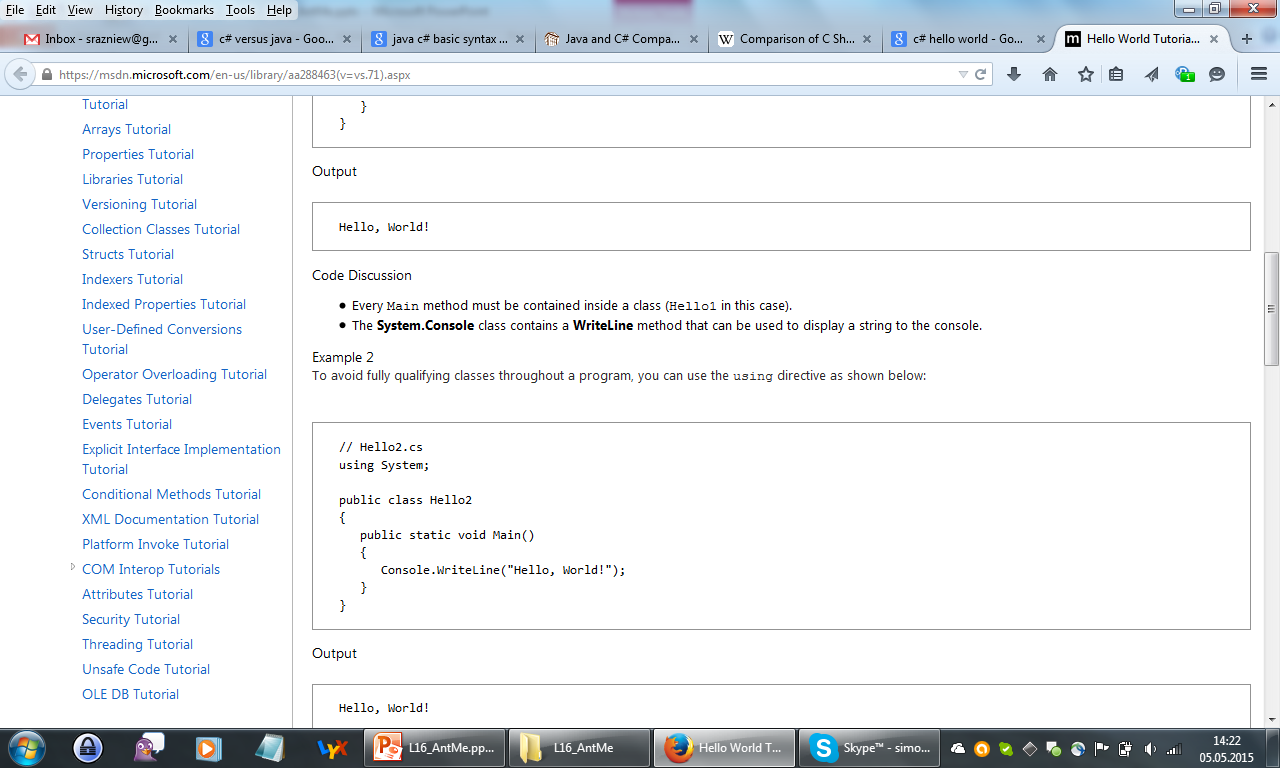 File Edit View History Bookmarks Tools Help
Inbox - srazniew@g...
c# versus java - Goo...
java c# basic syntax ...
Java and C# Compa...
W Comparison of C Sh...
c# hello world - Go...
m Hello World Tutoria...
https://msdn.microsoft.com/en-us/library/aa288463(v=vs.71).aspx
Tutorial
Arrays Tutorial
Properties Tutorial
Libraries Tutorial
Versioning Tutorial
Collection Classes Tutorial
Structs Tutorial
Indexers Tutorial
Indexed Properties Tutorial
User-Defined Conversions
Tutorial
Operator Overloading Tutorial
Delegates Tutorial
Events Tutorial
Explicit Interface Implementation
Tutorial
Conditional Methods Tutorial
XML Documentation Tutorial
Platform Invoke Tutorial
COM Interop Tutorials
Attributes Tutorial
Security Tutorial
Threading Tutorial
Unsafe Code Tutorial
OLE DB Tutorial
}
}
Output
Hello, World!
Code Discussion
● Every Main method must be contained inside a class (Hello1 in this case).
● The System.Console class contains a WriteLine method that can be used to display a string to the console.
Example 2
To avoid fully qualifying classes throughout a program, you can use the using directive as shown below:
// Hello2.cs
using System;
public class Hello2
{
public static void Main()
{
Console.WriteLine("Hello, World!");
}
}
Output
Hello, World!
L16_AntMe.pp...
L16_AntMe
Hello World T...
Skype™ - simo...
14:22
05.05.2015